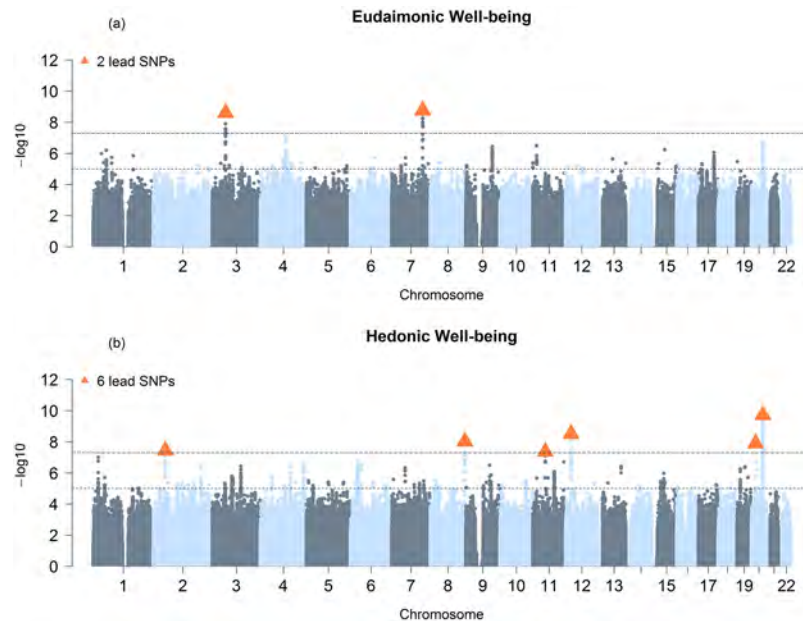 Eudaimonic Well-being
(a)
2 lead SNPs
12
10
8
6
4
2
0
−log10
1 2 3 4 5 6 7 8 9 10 11 12 13 15 17 19 22
Chromosome
Hedonic Well-being
(b)
6 lead SNPs
12
10
8
6
4
2
0
−log10
1 2 3 4 5 6 7 8 9 10 11 12 13 15 17 19 22
Chromosome